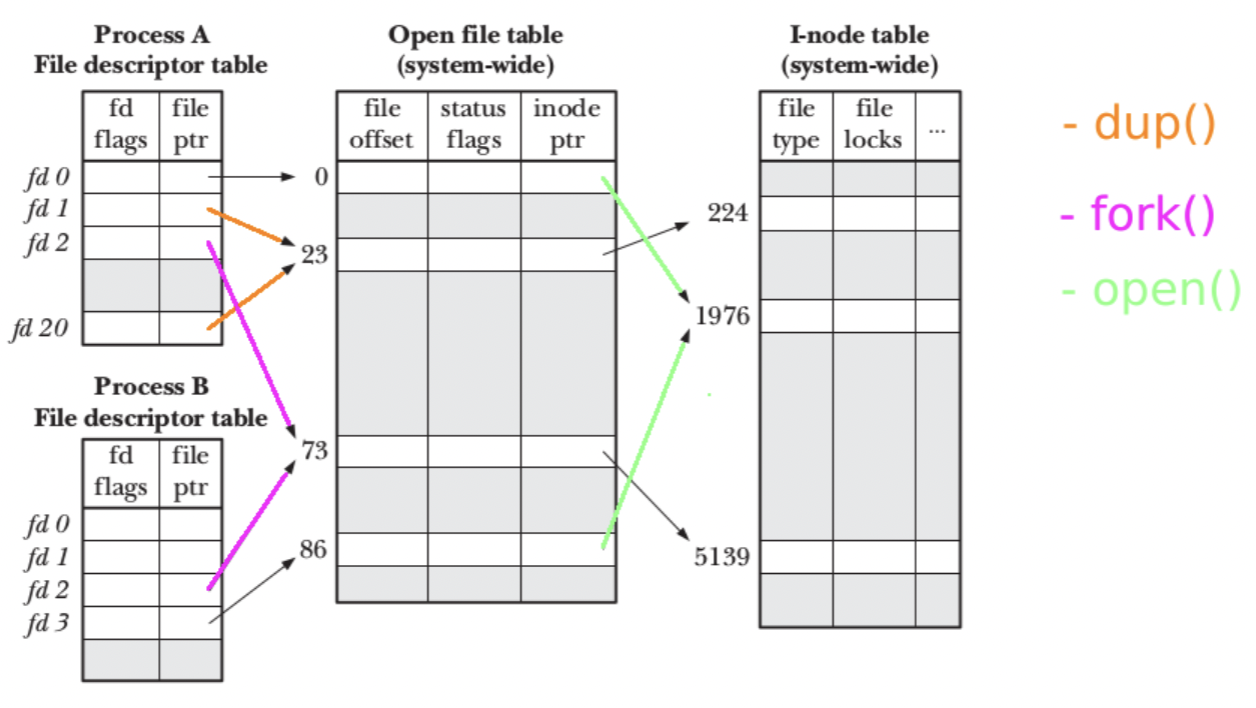 Process A
File descriptor table
fd flags
file ptr
fd 0
fd 1
fd 2
fd 20
Process B
File descriptor table
fd flags
file ptr
fd 0
fd 1
fd 2
fd 3
Open file table
(system-wide)
file offset
status flags
inode ptr
0
23
73
86
I-node table
(system-wide)
file type
file locks
...
224
1976
5139
- dup()
- fork()
- open()